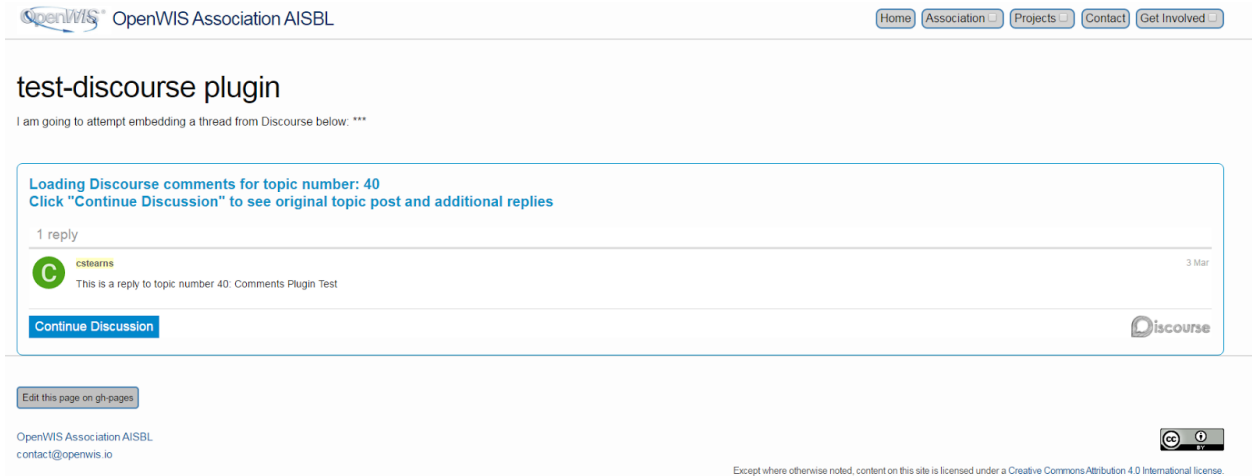 OpenWIS® OpenWIS Association AISBL
Home Association Projects Contact Get Involved
test-discourse plugin
I am going to attempt embedding a thread from Discourse below: ***
Loading Discourse comments for topic number: 40
Click "Continue Discussion" to see original topic post and additional replies
1 reply
C
cstearns 3 Mar
This is a reply to topic number 40: Comments Plugin Test
Continue Discussion Discourse
Edit this page on gh-pages
OpenWIS Association AISBL
contact@openwis.io
cc BY
Except where otherwise noted, content on this site is licensed under a Creative Commons Attribution 4.0 International license.